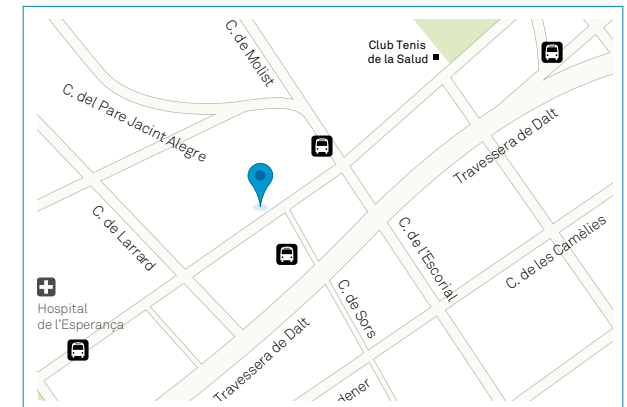 C. de Molist
Club Tenis
de la Salud
C. del Pare Jacint Alegre
Travessera de Dalt
C. de Larrard
C. de l'Escorial
C. de les Camèlies
Hospital
de l'Esperança
C. de Sors
Travessera de Dalt
dener